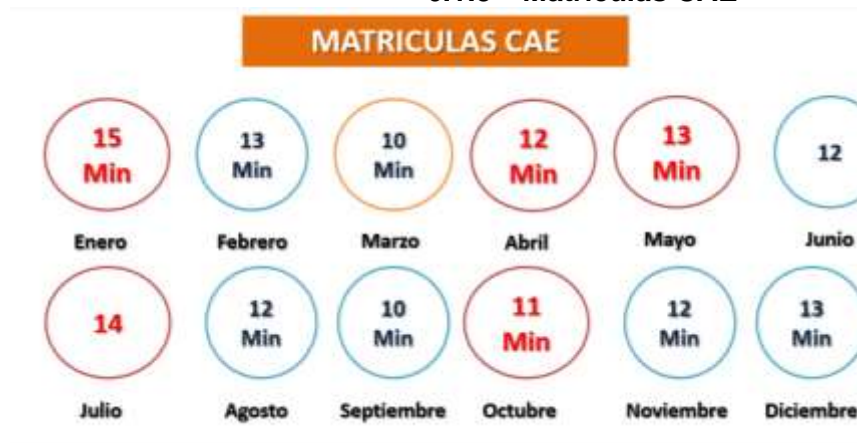 MATRICULAS CAE
15 Min
13 Min
10 Min
12 Min
13 Min
12
Enero
Febrero
Marzo
Abril
Mayo
Junio
14
12 Min
10 Min
11 Min
12 Min
13 Min
Julio
Agosto
Septiembre
Octubre
Noviembre
Diciembre